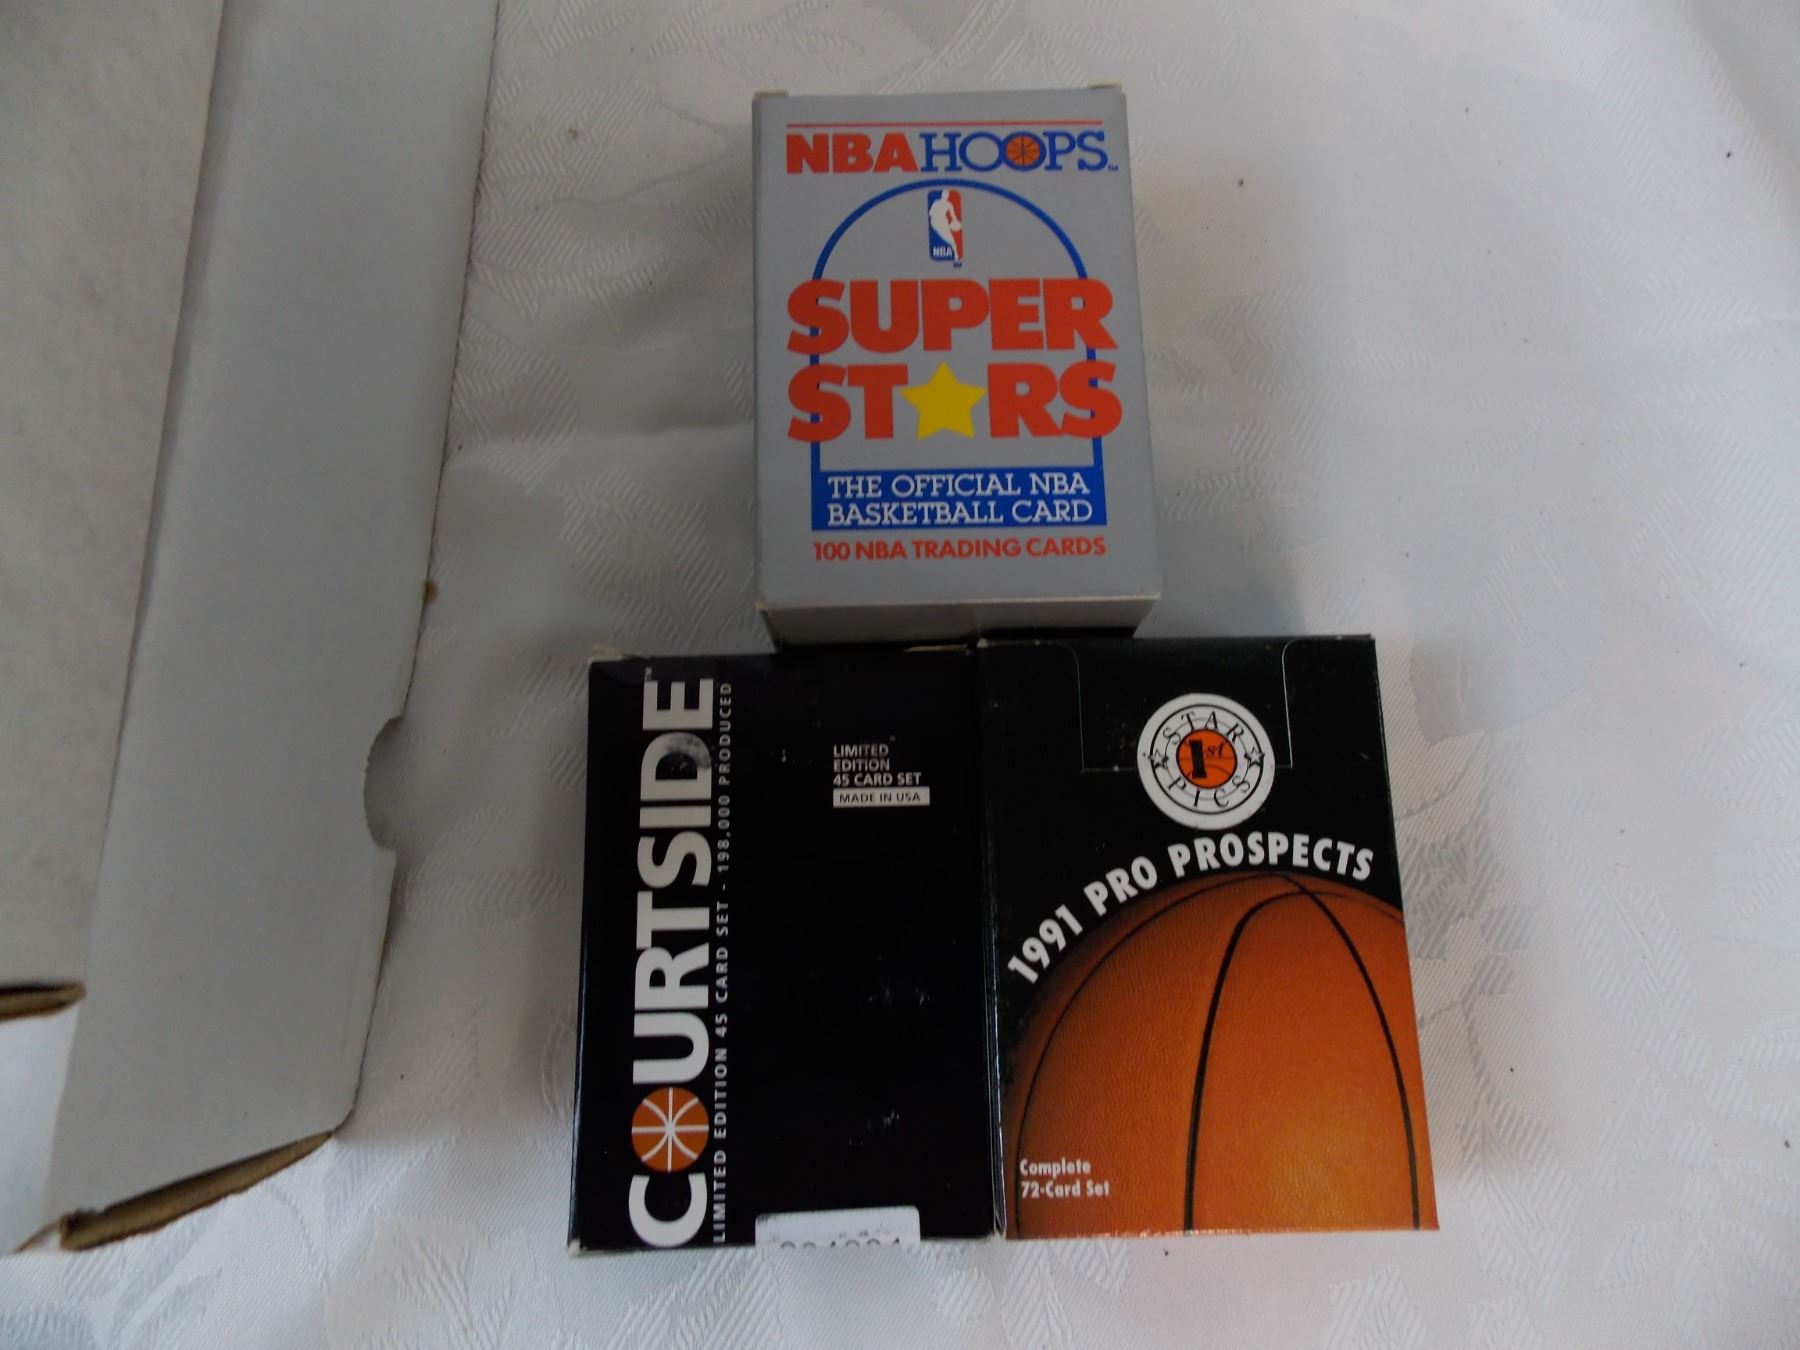 NBA HOOPS™
NBA
SUPER
STARS
THE OFFICIAL NBA
BASKETBALL CARD
100 NBA TRADING CARDS
COURTSIDE™
LIMITED EDITION 45 CARD SET - 198,000 PRODUCED
LIMITED
EDITION
45 CARD SET
MADE IN USA
STAR
1st
PICS
1991 PRO PROSPECTS
Complete
72-Card Set